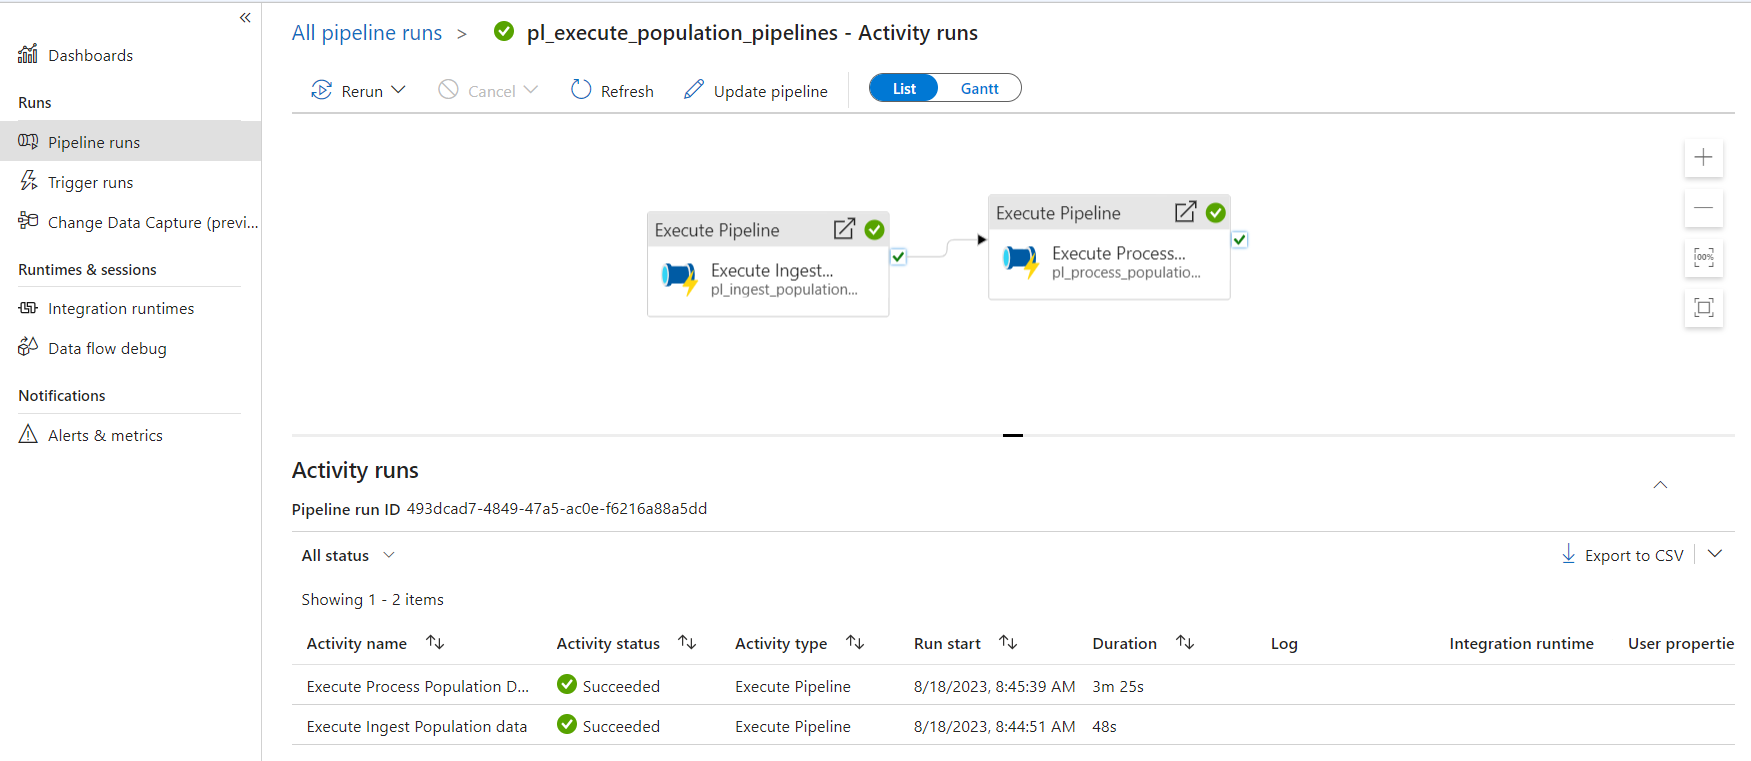 All pipeline runs > pl_execute_population_pipelines - Activity runs
Dashboards
Runs
Pipeline runs
Trigger runs
Change Data Capture (previ...
Runtimes & sessions
Integration runtimes
Data flow debug
Notifications
Alerts & metrics
Rerun Cancel Refresh Update pipeline List Gantt
Execute Pipeline
Execute Ingest...
pl_ingest_population...
Execute Pipeline
Execute Process...
pl_process_populatio...
100%
Activity runs
Pipeline run ID 493dcad7-4849-47a5-ac0e-f6216a88a5dd
All status Export to CSV
Showing 1 - 2 items
Activity name Activity status Activity type Run start Duration Log Integration runtime User propertie
Execute Process Population D... Succeeded Execute Pipeline 8/18/2023, 8:45:39 AM 3m 25s
Execute Ingest Population data Succeeded Execute Pipeline 8/18/2023, 8:44:51 AM 48s